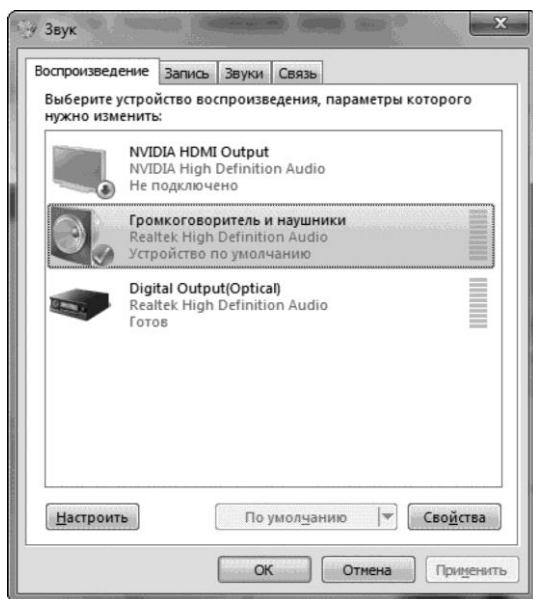 Звук
Воспроизведение Запись Звуки Связь
Выберите устройство воспроизведения, параметры которого
нужно изменить:
NVIDIA HDMI Output
NVIDIA High Definition Audio
Не подключено
Громкоговоритель и наушники
Realtek High Definition Audio
Устройство по умолчанию
Digital Output(Optical)
Realtek High Definition Audio
Готов
Настроить По умолчанию Свойства
ОК Отмена Применить